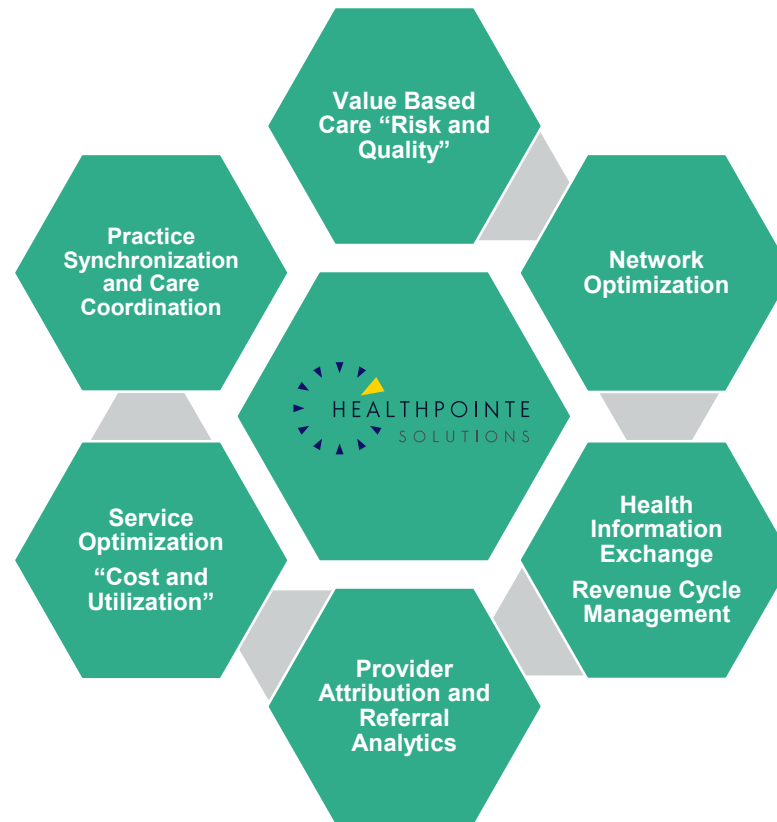 Value Based
Care “Risk and
Quality”
Practice
Synchronization
and Care
Coordination
Network
Optimization
HEALTHPOINTE
SOLUTIONS
Service
Optimization
“Cost and
Utilization”
Health
Information
Exchange
Revenue Cycle
Management
Provider
Attribution and
Referral
Analytics